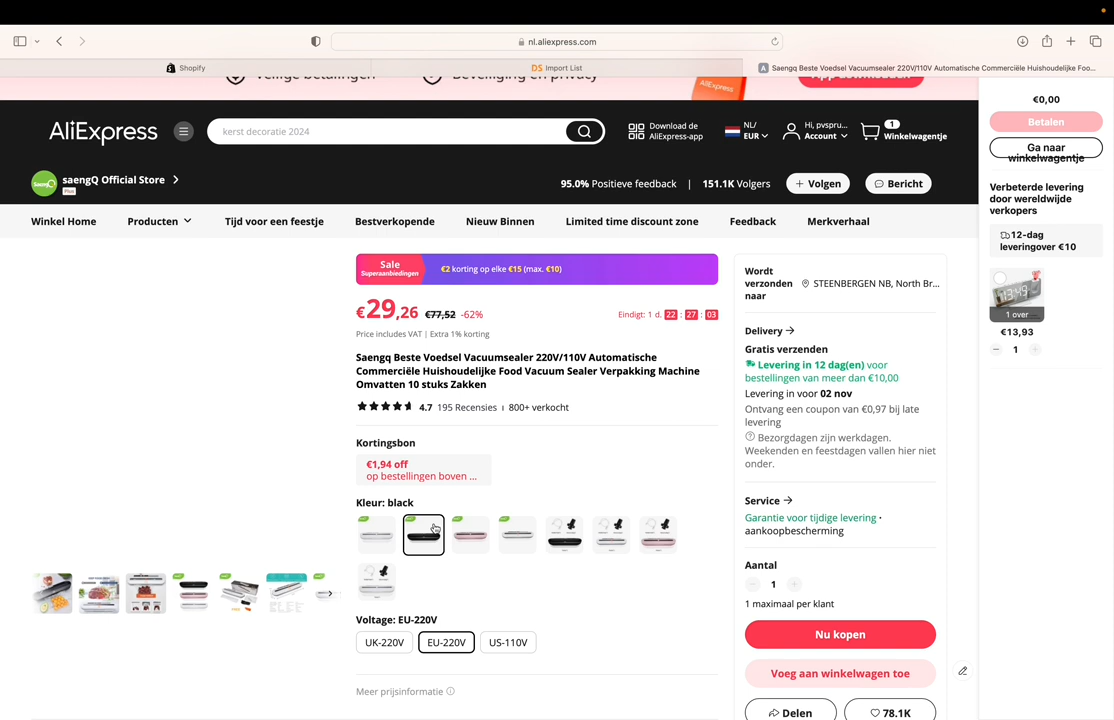 nl.aliexpress.com
Shopify
DS Import List
A Saengq Beste Voedsel Vacuumsealer 220V/110V Automatische Commerciële Huishoudelijke Foo...
Veilige betalingen
Beveiliging en privacy
AliExpress
AliExpress
kerst decoratie 2024
Download de
AliExpress-app
NL/
EUR
Hi, pvspru...
Account
1
Winkelwagentje
SaengQ
saengQ Official Store
Plus
95.0% Positieve feedback | 151.1K Volgers
+ Volgen
Bericht
Winkel Home
Producten
Tijd voor een feestje
Bestverkopende
Nieuw Binnen
Limited time discount zone
Feedback
Merkverhaal
Sale
Superaanbiedingen
€2 korting op elke €15 (max. €10)
€29,26 €77,52 -62%
Eindigt: 1 d. 22 : 27 : 03
Price includes VAT | Extra 1% korting
Saengq Beste Voedsel Vacuumsealer 220V/110V Automatische
Commerciële Huishoudelijke Food Vacuum Sealer Verpakking Machine
Omvatten 10 stuks Zakken
4.7 195 Recensies 800+ verkocht
Kortingsbon
€1,94 off
op bestellingen boven ...
Kleur: black
Voltage: EU-220V
UK-220V
EU-220V
US-110V
Meer prijsinformatie
Wordt
verzonden
naar
STEENBERGEN NB, North Br...
Delivery
Gratis verzenden
Levering in 12 dag(en) voor
bestellingen van meer dan €10,00
Levering in voor 02 nov
Ontvang een coupon van €0,97 bij late
levering
Bezorgdagen zijn werkdagen.
Weekenden en feestdagen vallen hier niet
onder.
Service
Garantie voor tijdige levering ·
aankoopbescherming
Aantal
− 1 +
1 maximaal per klant
Nu kopen
Voeg aan winkelwagen toe
Delen
78.1K
€0,00
Betalen
Ga naar
winkelwagentje
Verbeterde levering
door wereldwijde
verkopers
12-dag
leveringover €10
1 over
€13,93
− 1 +